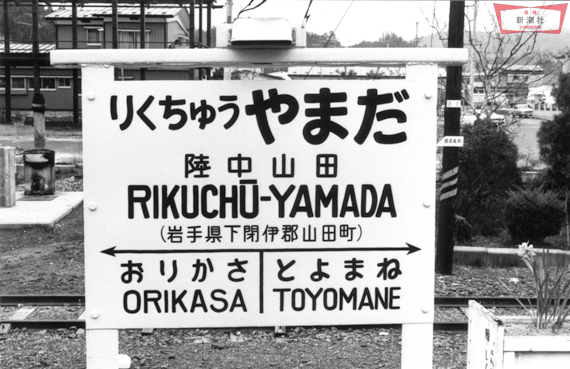 りくちゅうやまだ
陸中山田
RIKUCHŪ-YAMADA
(岩手県下閉伊郡山田町)
おりかさ とよまね
ORIKASA TOYOMANE
新潮社